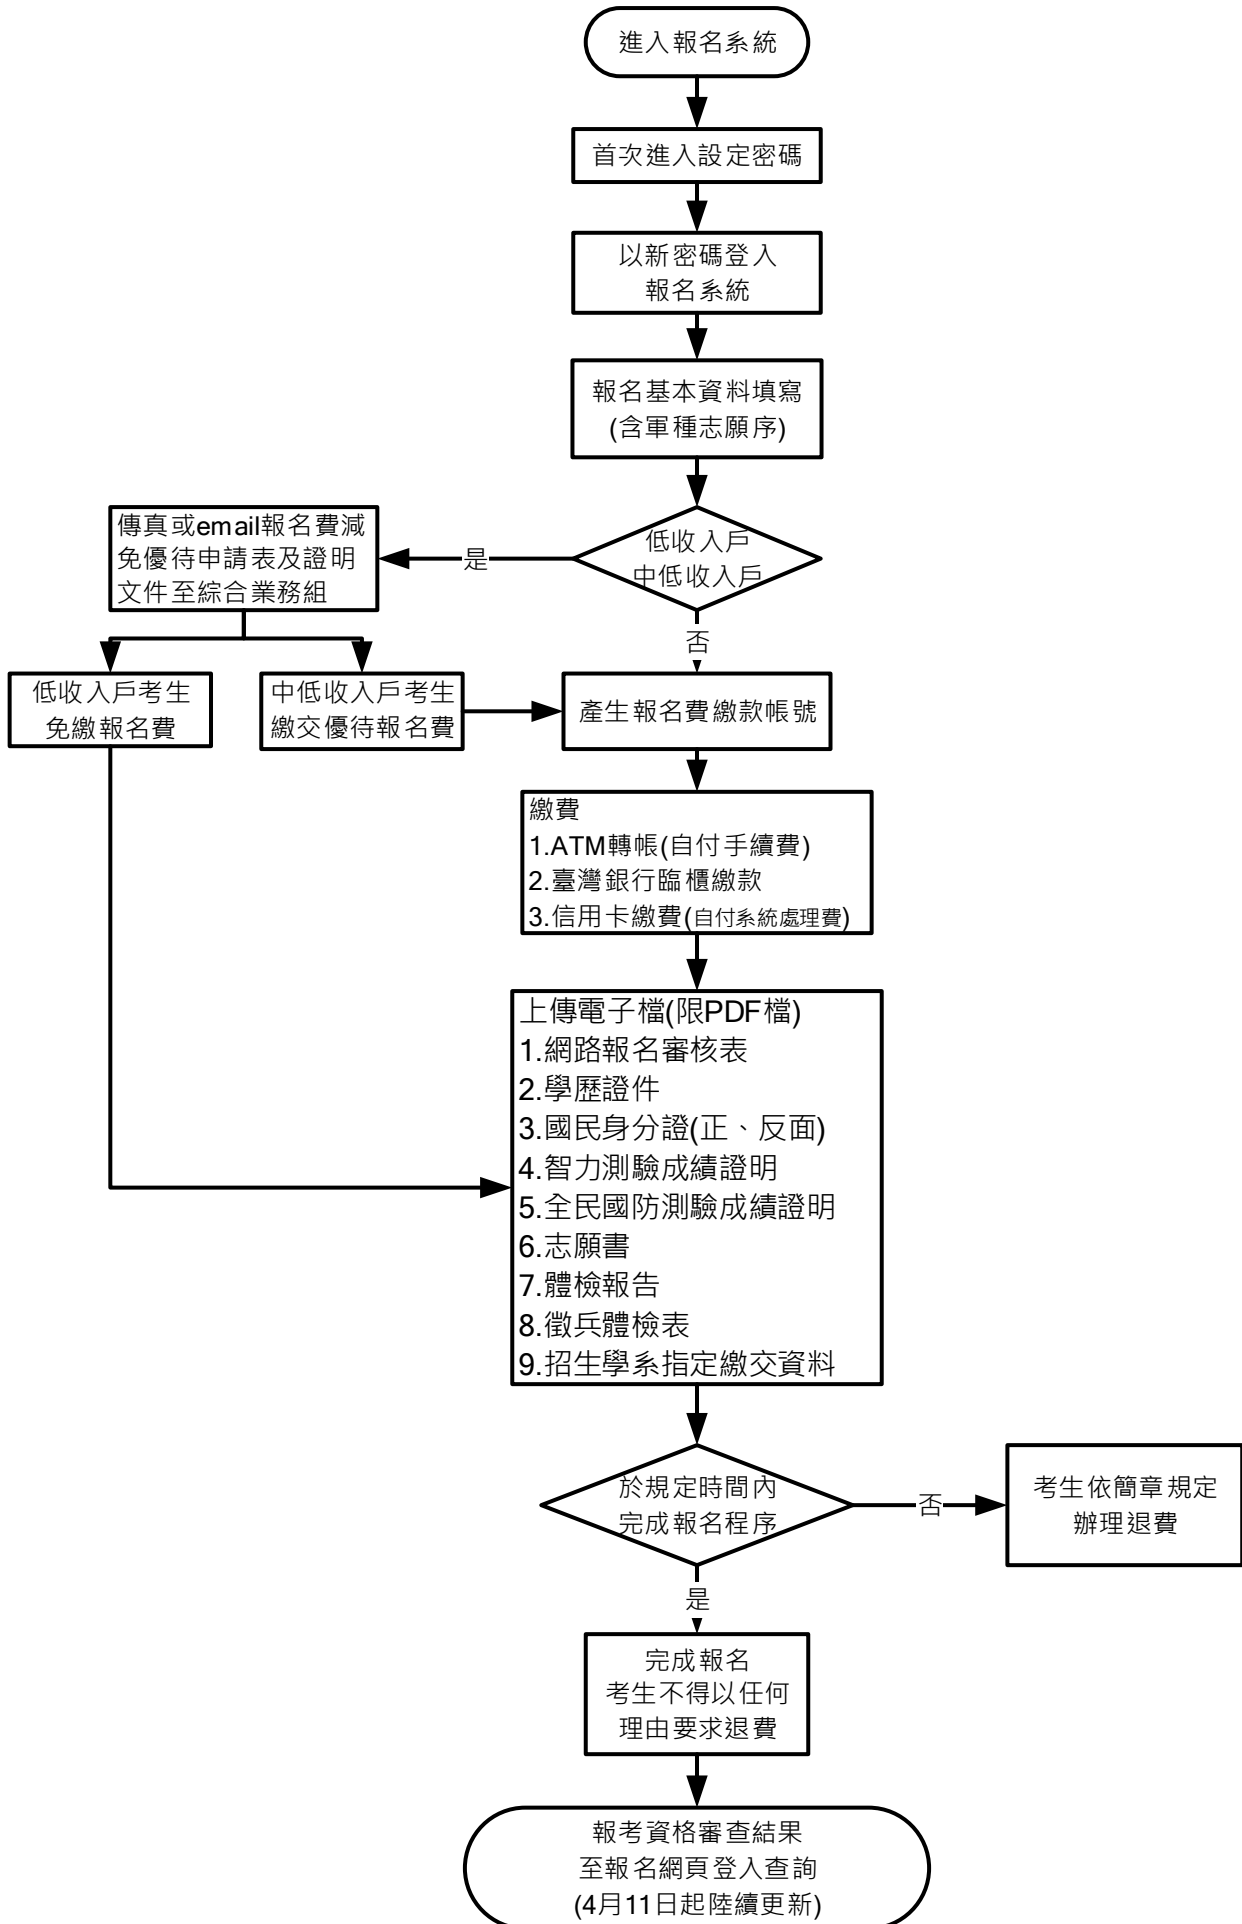 進入報名系統
首次進入設定密碼
以新密碼登入
報名系統
報名基本資料填寫
(含軍種志願序)
低收入戶
中低收入戶
是
傳真或email報名費減
免優待申請表及證明
文件至綜合業務組
否
低收入戶考生
免繳報名費
中低收入戶考生
繳交優待報名費
產生報名費繳款帳號
繳費
1.ATM轉帳(自付手續費)
2.臺灣銀行臨櫃繳款
3.信用卡繳費(自付系統處理費)
上傳電子檔(限PDF檔)
1.網路報名審核表
2.學歷證件
3.國民身分證(正、反面)
4.智力測驗成績證明
5.全民國防測驗成績證明
6.志願書
7.體檢報告
8.徵兵體檢表
9.招生學系指定繳交資料
於規定時間內
完成報名程序
否
考生依簡章規定
辦理退費
是
完成報名
考生不得以任何
理由要求退費
報考資格審查結果
至報名網頁登入查詢
(4月11日起陸續更新)